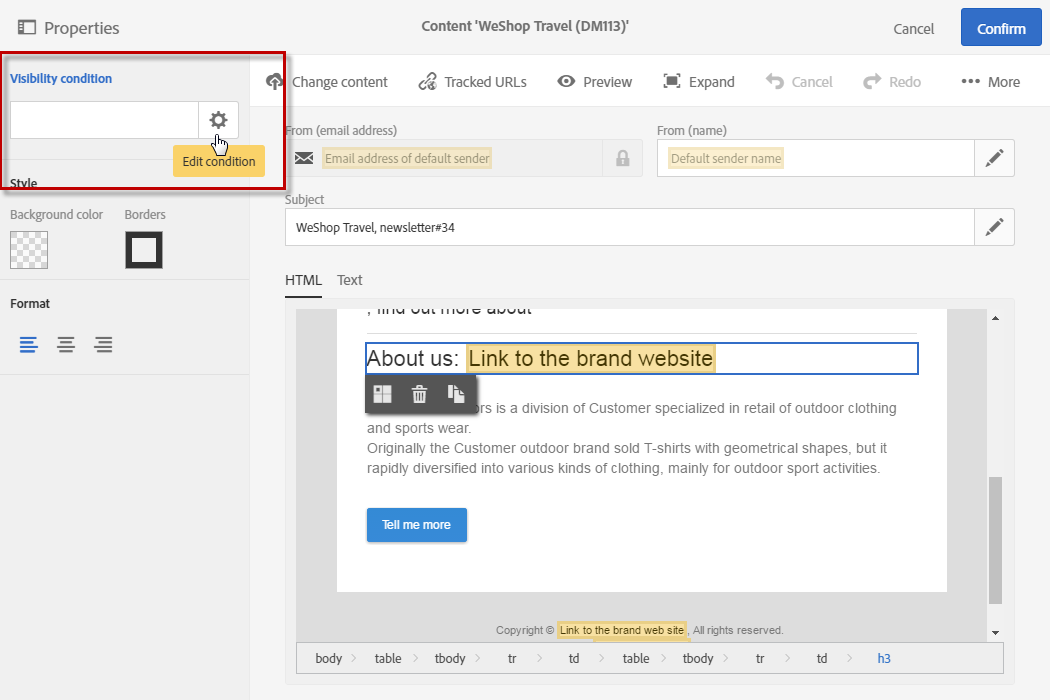 Properties
Content 'WeShop Travel (DM113)'
Cancel
Confirm
Visibility condition
Edit condition
Style
Background color
Borders
Format
Change content
Tracked URLs
Preview
Expand
Cancel
Redo
More
From (email address)
Email address of default sender
From (name)
Default sender name
Subject
WeShop Travel, newsletter#34
HTML
Text
, find out more about
About us: Link to the brand website
rs is a division of Customer specialized in retail of outdoor clothing
and sports wear.
Originally the Customer outdoor brand sold T-shirts with geometrical shapes, but it
rapidly diversified into various kinds of clothing, mainly for outdoor sport activities.
Tell me more
Copyright © Link to the brand web site , All rights reserved.
body table tbody tr td table tbody tr td h3